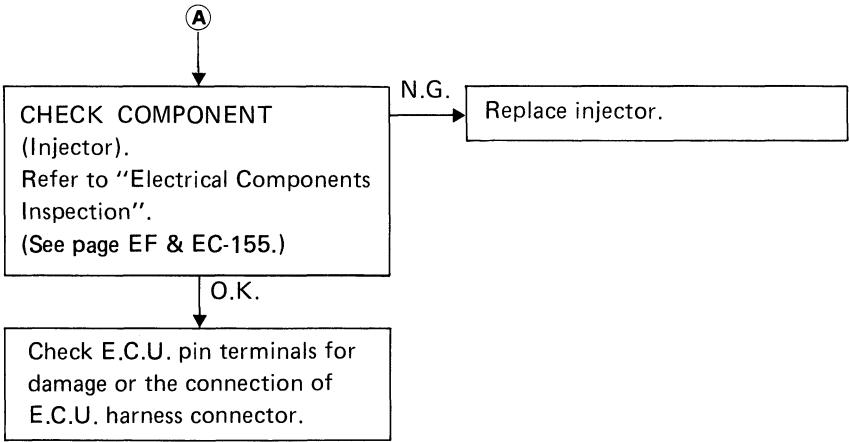 A
CHECK COMPONENT
(Injector).
Refer to "Electrical Components
Inspection".
(See page EF & EC-155.)
N.G.
Replace injector.
O.K.
Check E.C.U. pin terminals for
damage or the connection of
E.C.U. harness connector.